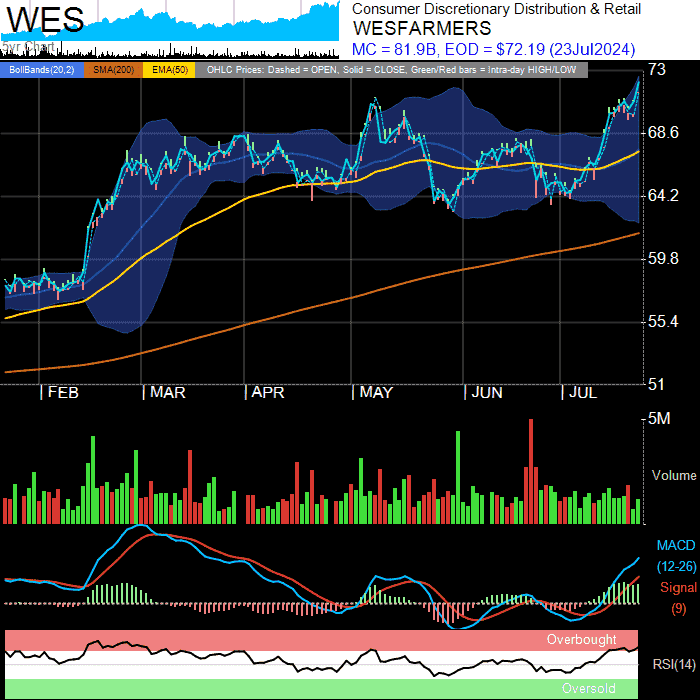 WES
5yr Chart
Consumer Discretionary Distribution & Retail
WESFARMERS
MC = 81.9B, EOD = $72.19 (23Jul2024)
BollBands(20,2) SMA(200) EMA(50) OHLC Prices: Dashed = OPEN, Solid = CLOSE, Green/Red bars = Intra-day HIGH/LOW
73
68.6
64.2
59.8
55.4
51
| FEB | MAR | APR | MAY | JUN | JUL
5M
Volume
MACD
(12-26)
Signal
(9)
Overbought
RSI(14)
Oversold